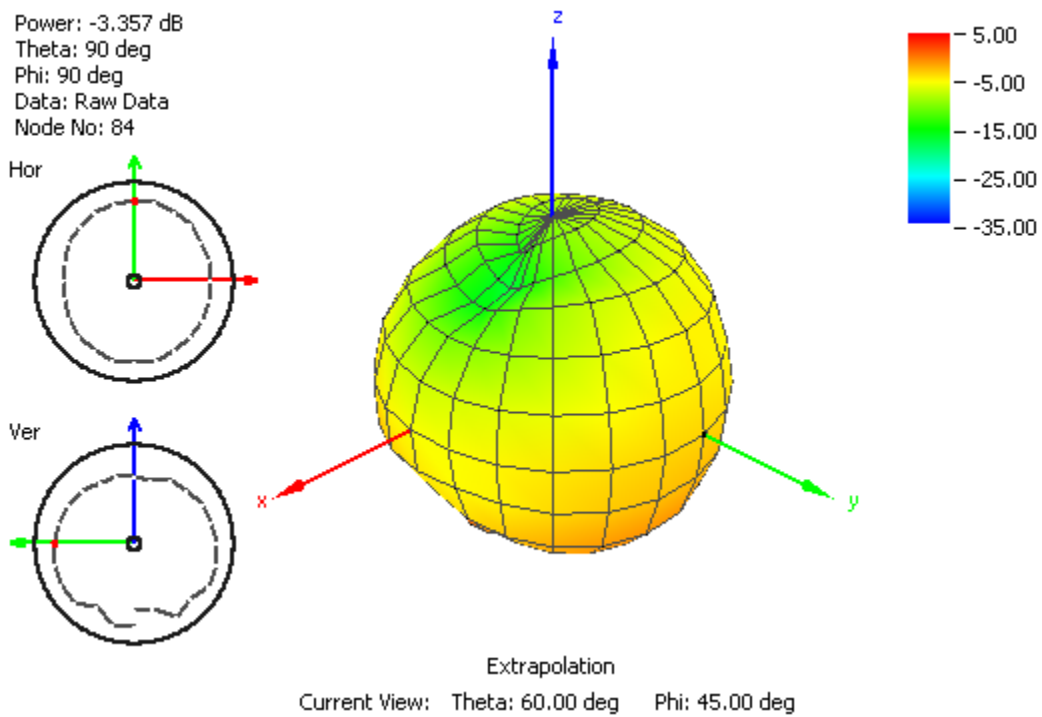 Power: -3.357 dB
Theta: 90 deg
Phi: 90 deg
Data: Raw Data
Node No: 84
Hor
Ver
z
x
y
5.00
-5.00
-15.00
-25.00
-35.00
Extrapolation
Current View: Theta: 60.00 deg Phi: 45.00 deg